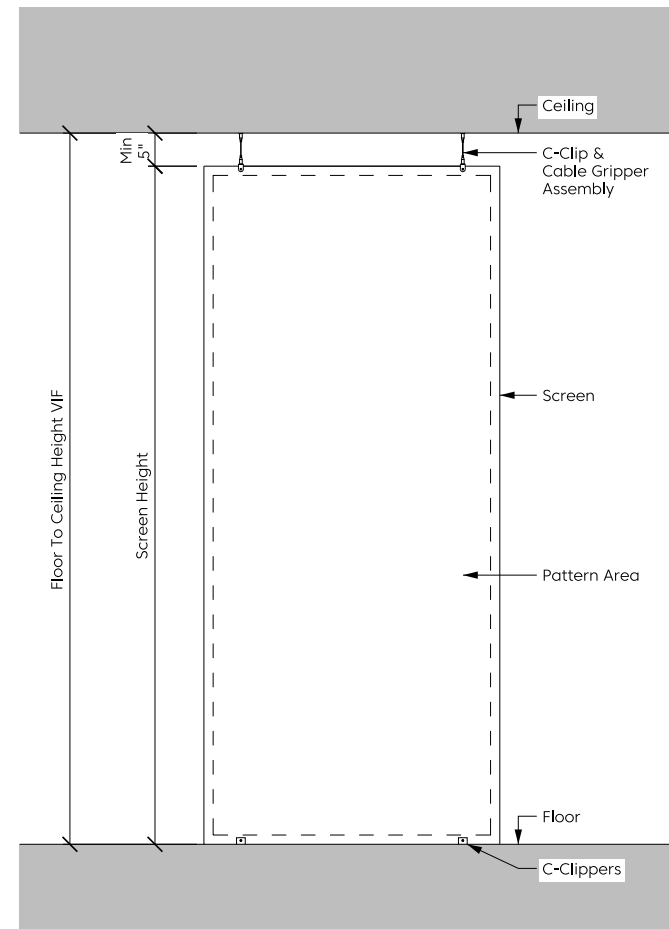 Ceiling
Min
5"
C-Clip &
Cable Gripper
Assembly
Screen
Floor To Ceiling Height VIF
Screen Height
Pattern Area
Floor
C-Clippers